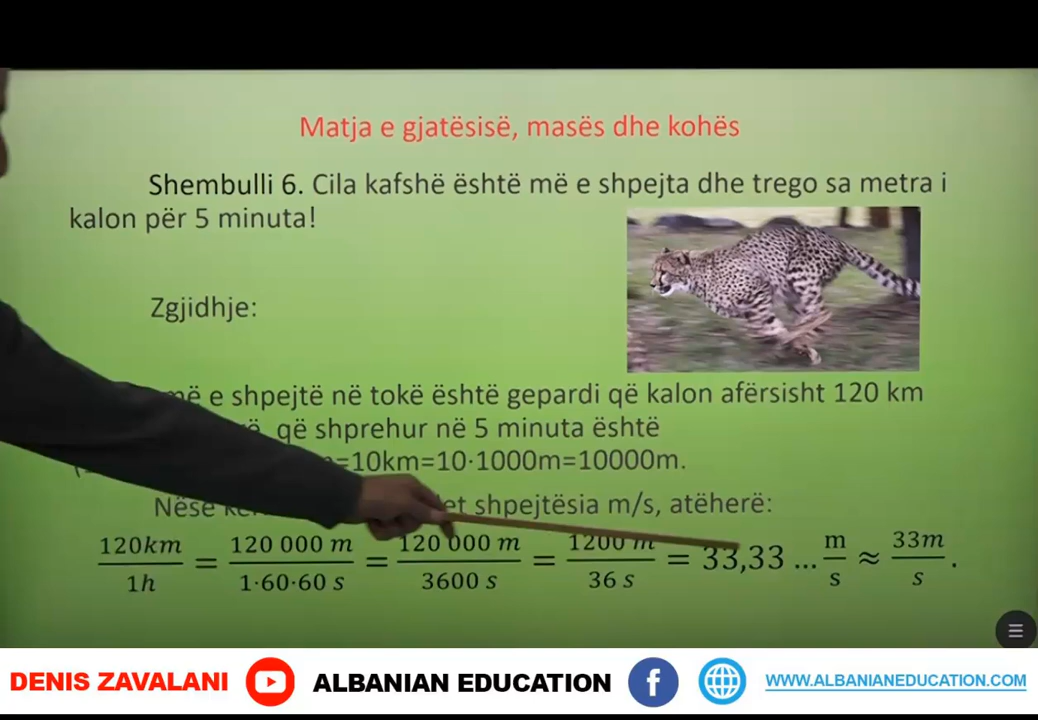 Matja e gjatësisë, masës dhe kohës
Shembulli 6. Cila kafshë është më e shpejta dhe trego sa metra i
kalon për 5 minuta!
Zgjidhje:
më e shpejtë në tokë është gepardi që kalon afërsisht 120 km
që shprehur në 5 minuta është
=10km=10·1000m=10000m.
Nëse shpejtësia m/s, atëherë:
120km/1h = 120 000 m/1·60·60 s = 120 000 m/3600 s = 1200 m/36 s = 33,33 ... m/s ≈ 33m/s .
DENIS ZAVALANI ALBANIAN EDUCATION WWW.ALBANIANEDUCATION.COM